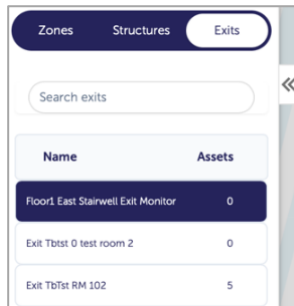 Zones Structures Exits
Search exits
Name Assets
Floor1 East Stairwell Exit Monitor 0
Exit Tbtst 0 test room 2 0
Exit TbTst RM 102 5